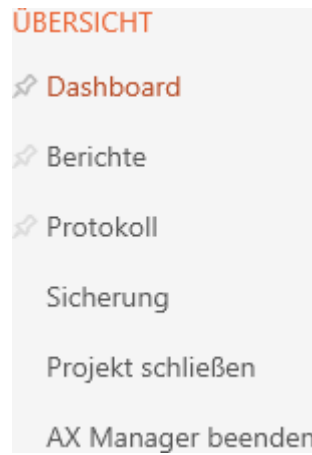 ÜBERSICHT
Dashboard
Berichte
Protokoll
Sicherung
Projekt schließen
AX Manager beenden